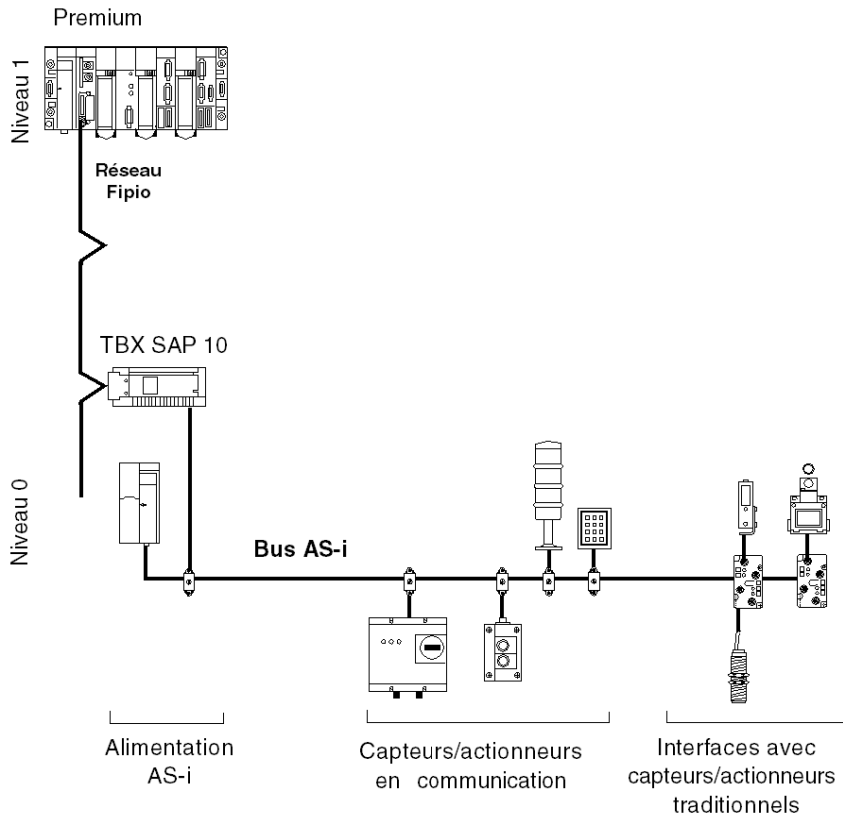 Premium
Niveau 1
Réseau
Fipio
TBX SAP 10
Niveau 0
Bus AS-i
Alimentation
AS-i
Capteurs/actionneurs
en communication
Interfaces avec
capteurs/actionneurs
traditionnels